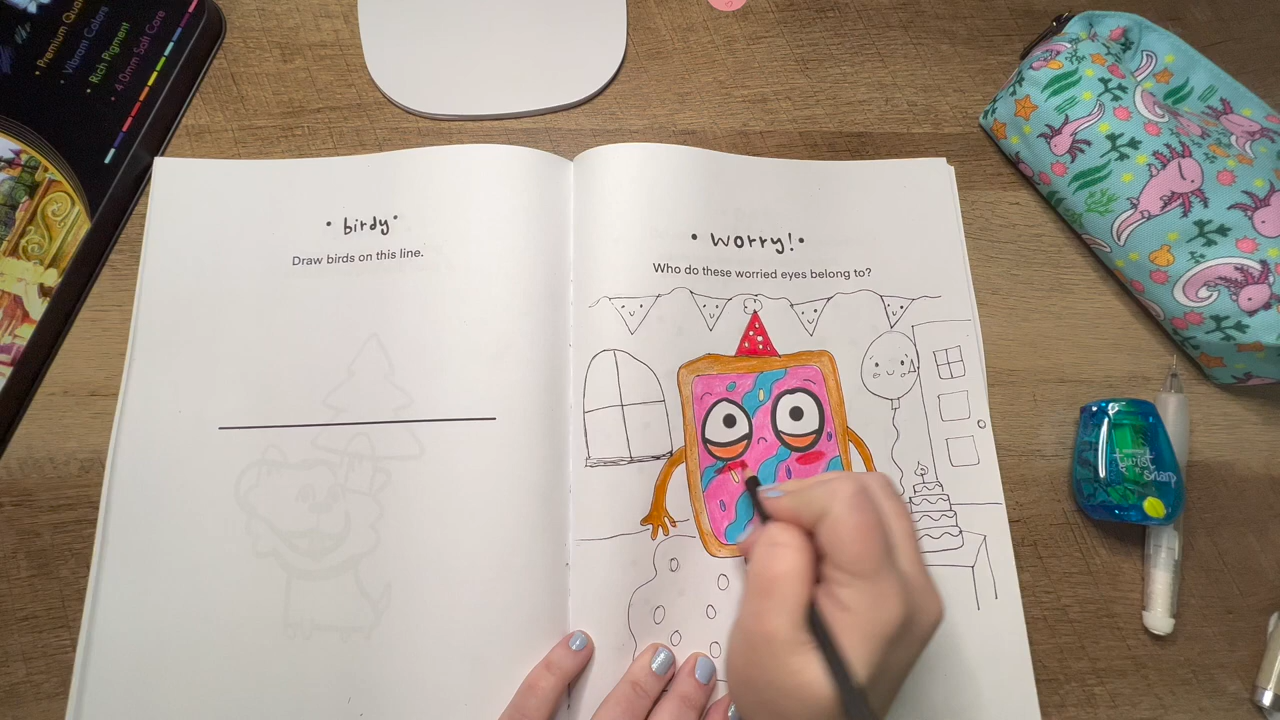 • Premium Qua
• Vibrant Colors
• Rich Pigment
• 4.0mm Soft Core
• birdy •
Draw birds on this line.
• worry! •
Who do these worried eyes belong to?
twist
n' snap